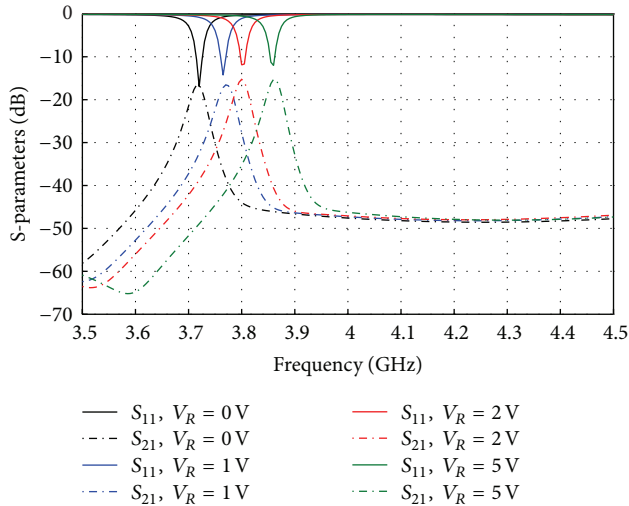 0
−10
−20
−30
−40
−50
−60
−70
S-parameters (dB)
3.5 3.6 3.7 3.8 3.9 4 4.1 4.2 4.3 4.4 4.5
Frequency (GHz)
S11, VR = 0 V
S21, VR = 0 V
S11, VR = 1 V
S21, VR = 1 V
S11, VR = 2 V
S21, VR = 2 V
S11, VR = 5 V
S21, VR = 5 V